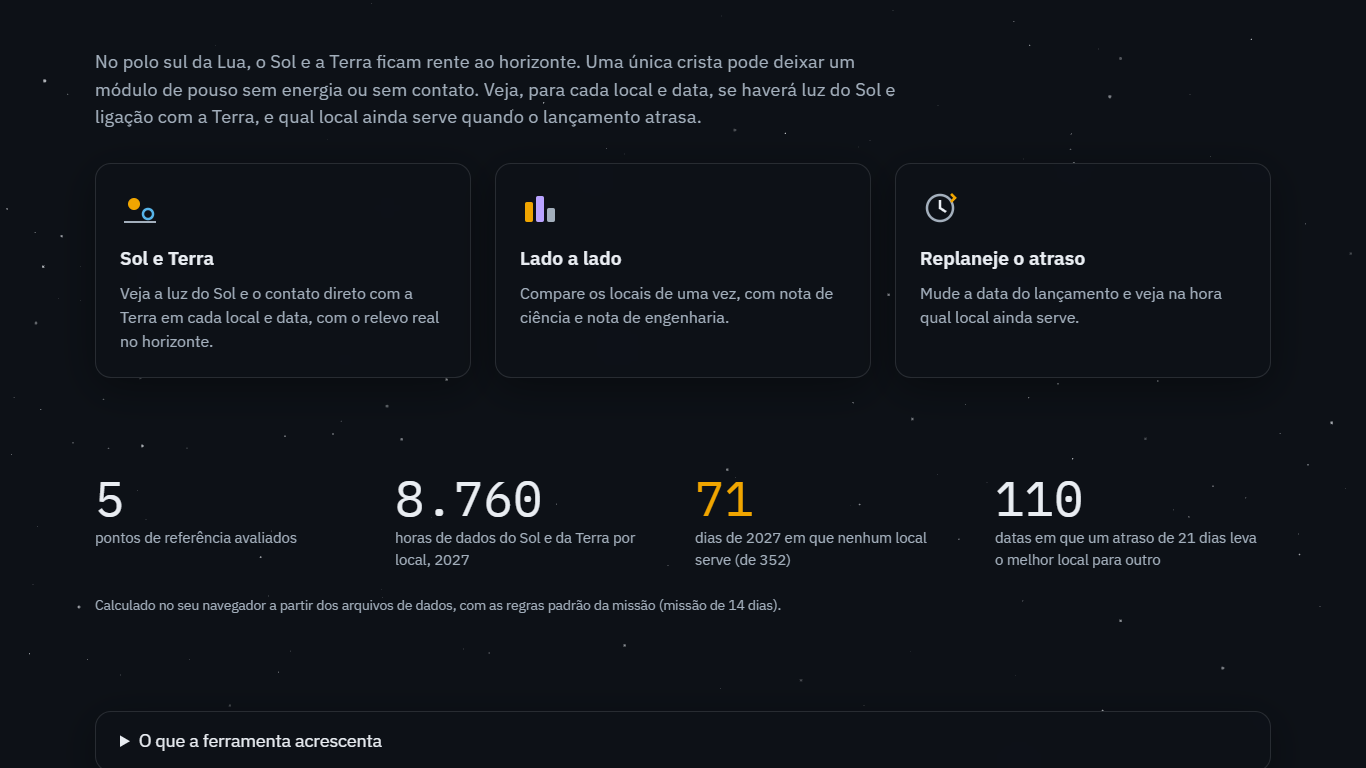 No polo sul da Lua, o Sol e a Terra ficam rente ao horizonte. Uma única crista pode deixar um
módulo de pouso sem energia ou sem contato. Veja, para cada local e data, se haverá luz do Sol e
ligação com a Terra, e qual local ainda serve quando o lançamento atrasa.
Sol e Terra
Veja a luz do Sol e o contato direto com a
Terra em cada local e data, com o relevo real
no horizonte.
Lado a lado
Compare os locais de uma vez, com nota de
ciência e nota de engenharia.
Replaneje o atraso
Mude a data do lançamento e veja na hora
qual local ainda serve.
5
pontos de referência avaliados
8.760
horas de dados do Sol e da Terra por
local, 2027
71
dias de 2027 em que nenhum local
serve (de 352)
110
datas em que um atraso de 21 dias leva
o melhor local para outro
Calculado no seu navegador a partir dos arquivos de dados, com as regras padrão da missão (missão de 14 dias).
O que a ferramenta acrescenta